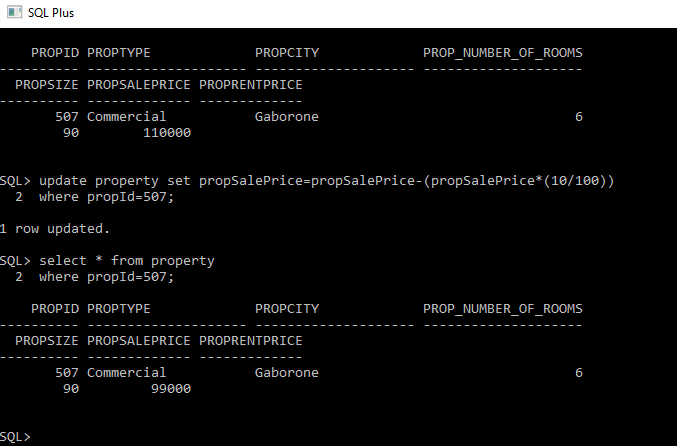 SQL Plus
PROPID PROPTYPE             PROPCITY             PROP_NUMBER_OF_ROOMS
---------- -------------------- -------------------- --------------------
  PROPSIZE PROPSALEPRICE PROPRENTPRICE
---------- ------------- -------------
       507 Commercial           Gaborone                                6
        90        110000
SQL> update property set propSalePrice=propSalePrice-(propSalePrice*(10/100))
  2  where propId=507;
1 row updated.
SQL> select * from property
  2  where propId=507;
    PROPID PROPTYPE             PROPCITY             PROP_NUMBER_OF_ROOMS
---------- -------------------- -------------------- --------------------
  PROPSIZE PROPSALEPRICE PROPRENTPRICE
---------- ------------- -------------
       507 Commercial           Gaborone                                6
        90         99000
SQL>